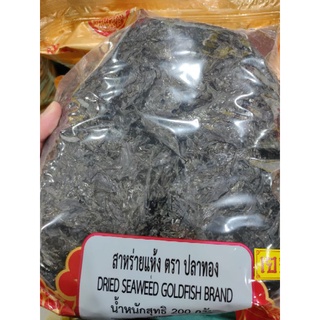 สาหร่ายแห้ง ตรา ปลาทอง
DRIED SEAWEED GOLDFISH BRAND
น้ำหนักสุทธิ 200 กรัม